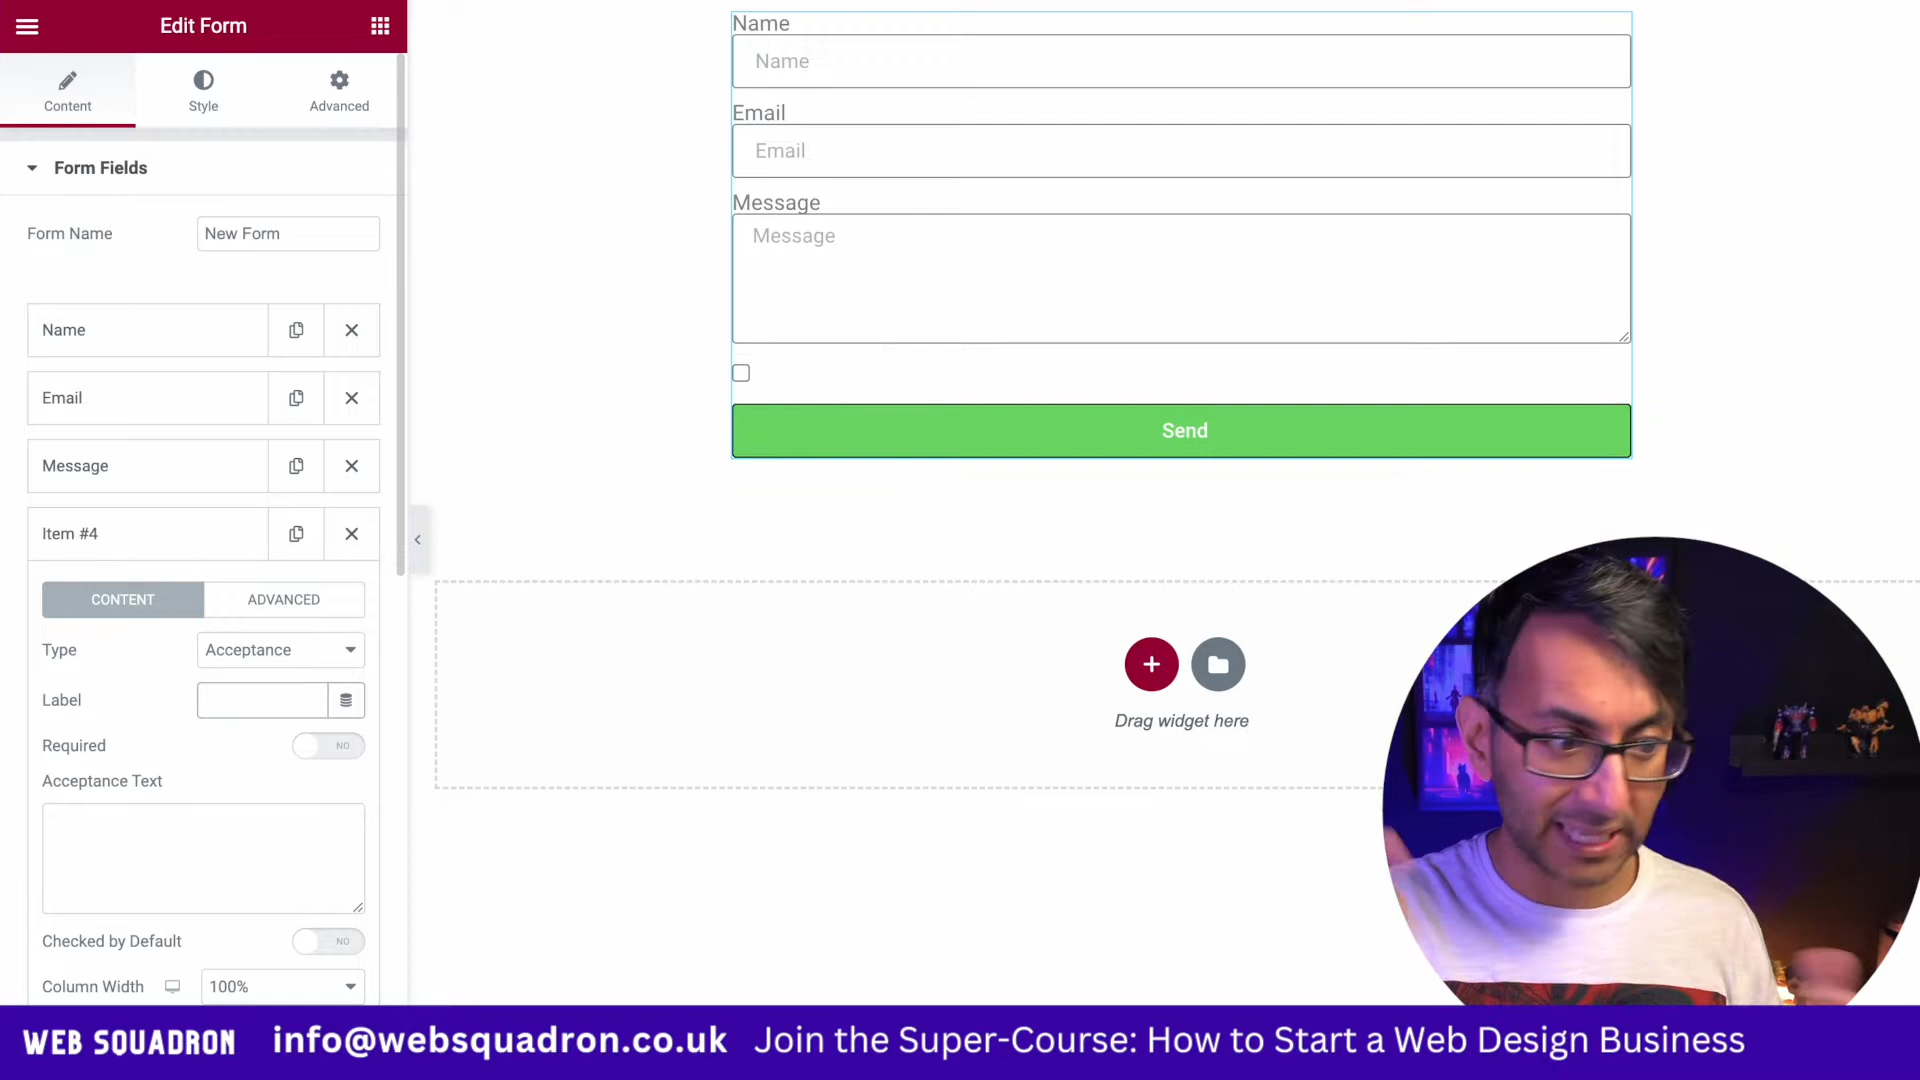 Edit Form
Content
Style
Advanced
Form Fields
Form Name
New Form
Name
Email
Message
Item #4
CONTENT
ADVANCED
Type
Acceptance
Label
Required
NO
Acceptance Text
Checked by Default
NO
Column Width
100%
Name
Name
Email
Email
Message
Message
Send
Drag widget here
WEB SQUADRON
info@websquadron.co.uk
Join the Super-Course: How to Start a Web Design Business